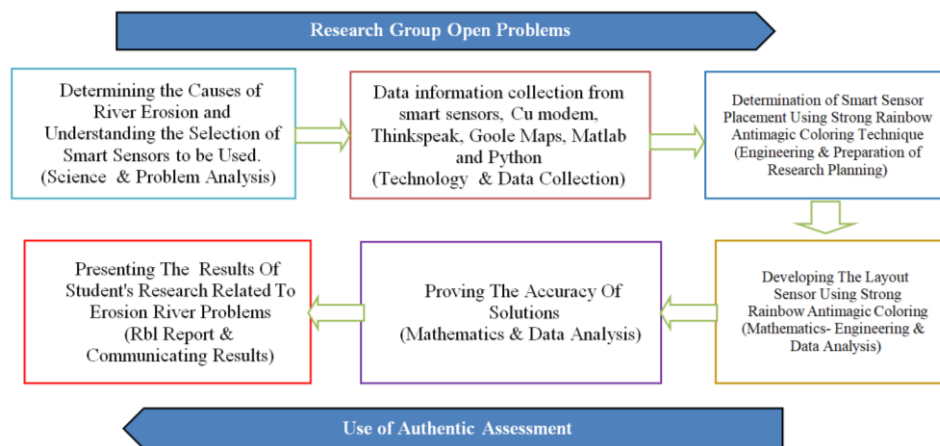 Research Group Open Problems
Determining the Causes of
River Erosion and
Understanding the Selection of
Smart Sensors to be Used.
(Science & Problem Analysis)
Data information collection from
smart sensors, Cu modem,
Thinkspeak, Goole Maps, Matlab
and Python
(Technology & Data Collection)
Determination of Smart Sensor
Placement Using Strong Rainbow
Antimagic Coloring Technique
(Engineering & Preparation of
Research Planning)
Developing The Layout
Sensor Using Strong
Rainbow Antimagic Coloring
(Mathematics- Engineering &
Data Analysis)
Proving The Accuracy Of
Solutions
(Mathematics & Data Analysis)
Presenting The Results Of
Student's Research Related To
Erosion River Problems
(Rbl Report &
Communicating Results)
Use of Authentic Assessment